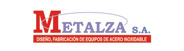 METALZA S.A.
DISEÑO, FABRICACIÓN DE EQUIPOS DE ACERO INOXIDABLE